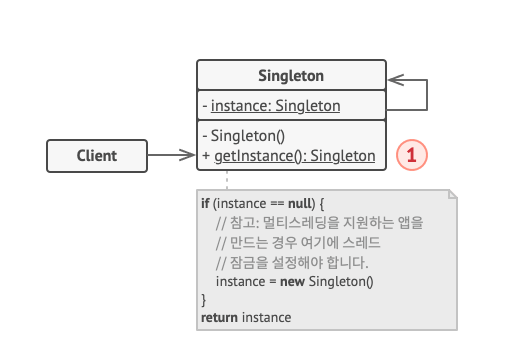 Singleton
- instance: Singleton
- Singleton()
+ getInstance(): Singleton
Client
1
if (instance == null) {
// 참고: 멀티스레딩을 지원하는 앱을
// 만드는 경우 여기에 스레드
// 잠금을 설정해야 합니다.
instance = new Singleton()
}
return instance